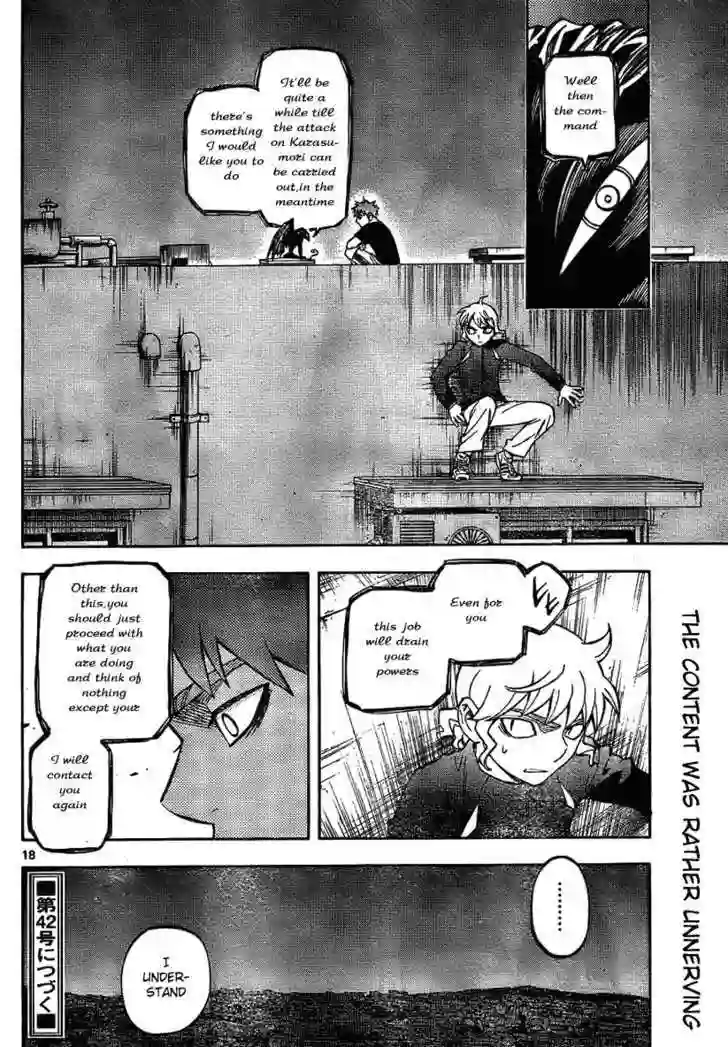 Well
then
the com-
mand
It'll be
quite a
while till
the attack
on Karasu-
mori can
be carried
out,in the
meantime
there's
something
I would
like you to
do
Even for
you
this job
will drain
your
powers
Other than
this,you
should just
proceed with
what you
are doing
and think of
nothing
except your
I will
contact
you
again
THE CONTENT WAS RATHER UNNERVING
18
.........
I
UNDER-
STAND
■第42号につづく■